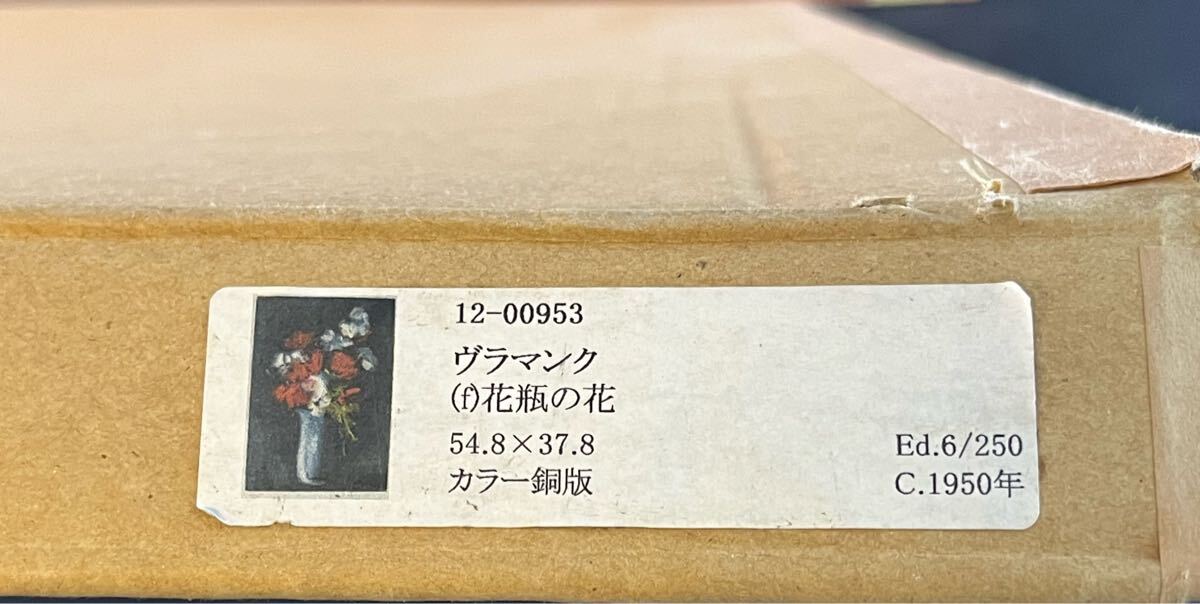 12-00953
ヴラマンク
(f)花瓶の花
54.8×37.8
カラー銅版
Ed.6/250
C.1950年